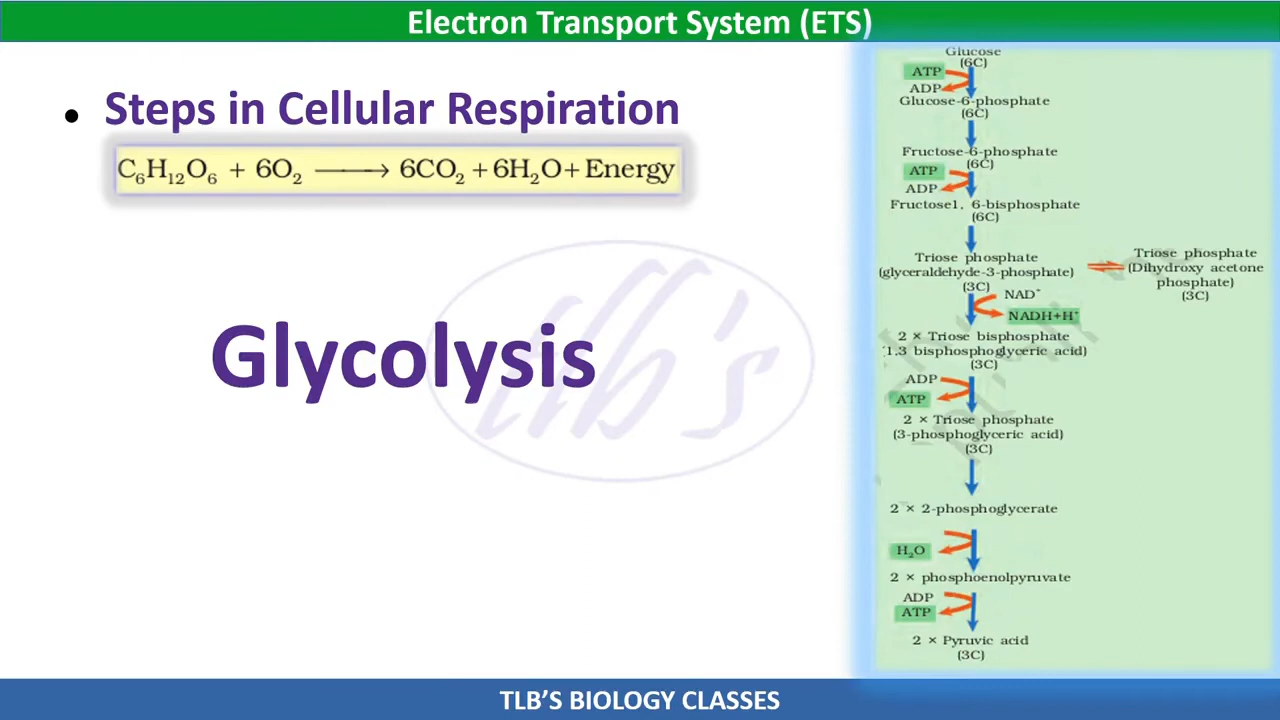 Electron Transport System (ETS)
• Steps in Cellular Respiration
C₆H₁₂O₆ + 6O₂ ⟶ 6CO₂ + 6H₂O + Energy
Glycolysis
tlb's
Glucose
(6C)
ATP
ADP
Glucose-6-phosphate
(6C)
Fructose-6-phosphate
(6C)
ATP
ADP
Fructose1, 6-bisphosphate
(6C)
Triose phosphate
(glyceraldehyde-3-phosphate)
(3C)
Triose phosphate
(Dihydroxy acetone
phosphate)
(3C)
NAD⁺
NADH+H⁺
2 × Triose bisphosphate
(1,3 bisphosphoglyceric acid)
(3C)
ADP
ATP
2 × Triose phosphate
(3-phosphoglyceric acid)
(3C)
2 × 2-phosphoglycerate
H₂O
2 × phosphoenolpyruvate
ADP
ATP
2 × Pyruvic acid
(3C)
TLB'S BIOLOGY CLASSES